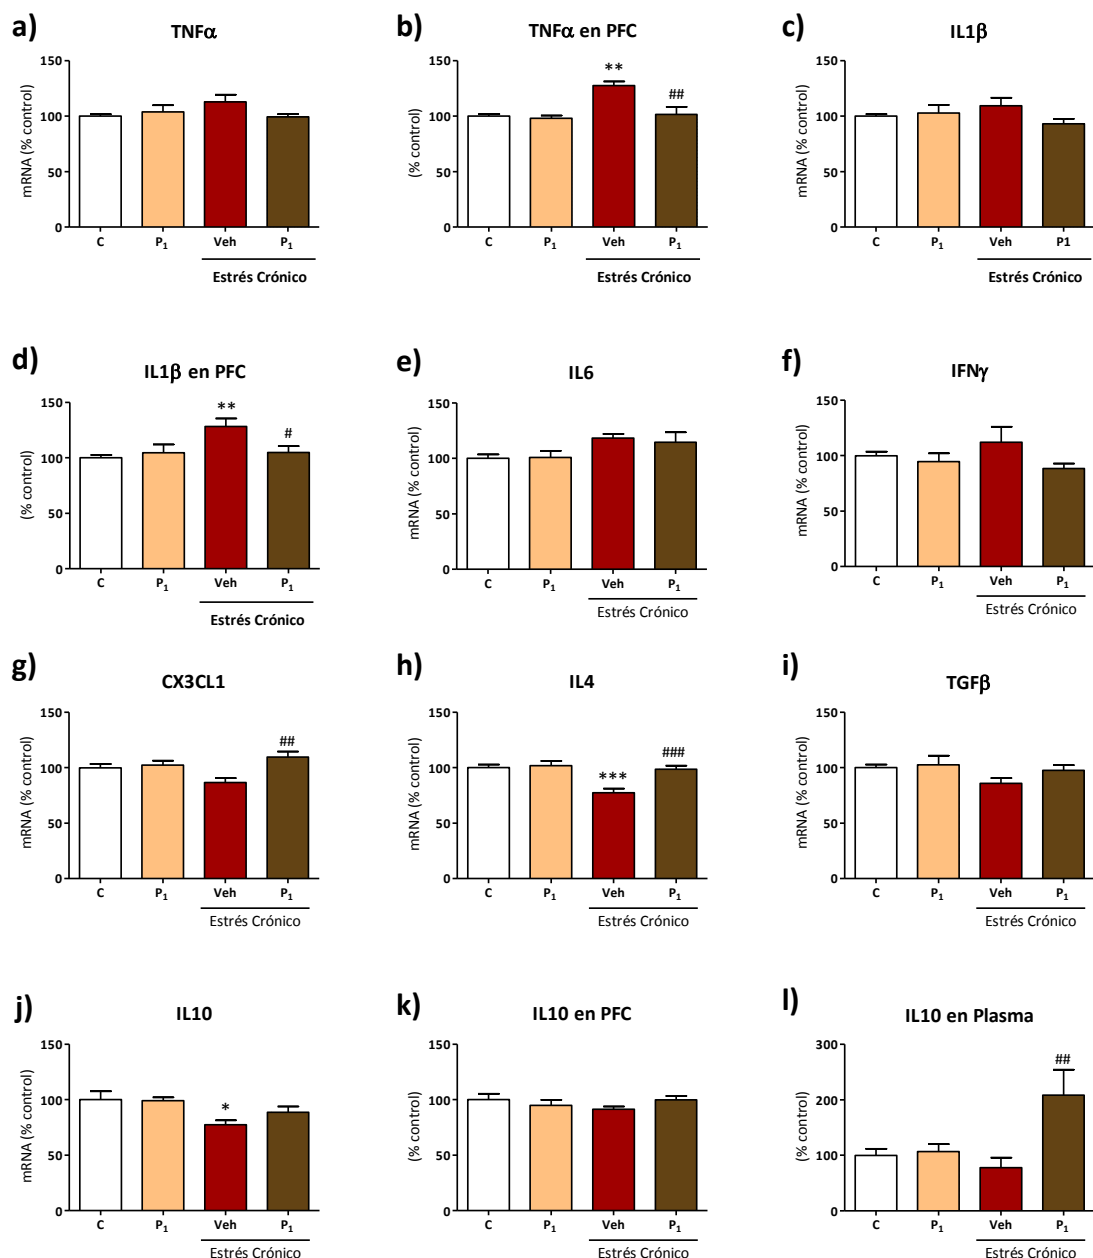 a)
TNFα
mRNA (% control)
150
100
50
0
C P1 Veh P1
Estrés Crónico
b)
TNFα en PFC
(% control)
150
100
50
0
**
##
C P1 Veh P1
Estrés Crónico
c)
IL1β
mRNA (% control)
150
100
50
0
C P1 Veh P1
Estrés Crónico
d)
IL1β en PFC
(% control)
150
100
50
0
**
#
C P1 Veh P1
Estrés Crónico
e)
IL6
mRNA (% control)
150
100
50
0
C P1 Veh P1
Estrés Crónico
f)
IFNγ
mRNA (% control)
150
100
50
0
C P1 Veh P1
Estrés Crónico
g)
CX3CL1
mRNA (% control)
150
100
50
0
##
C P1 Veh P1
Estrés Crónico
h)
IL4
mRNA (% control)
150
100
50
0
***
###
C P1 Veh P1
Estrés Crónico
i)
TGFβ
mRNA (% control)
150
100
50
0
C P1 Veh P1
Estrés Crónico
j)
IL10
mRNA (% control)
150
100
50
0
*
C P1 Veh P1
Estrés Crónico
k)
IL10 en PFC
(% control)
150
100
50
0
C P1 Veh P1
Estrés Crónico
l)
IL10 en Plasma
(% control)
300
200
100
0
##
C P1 Veh P1
Estrés Crónico